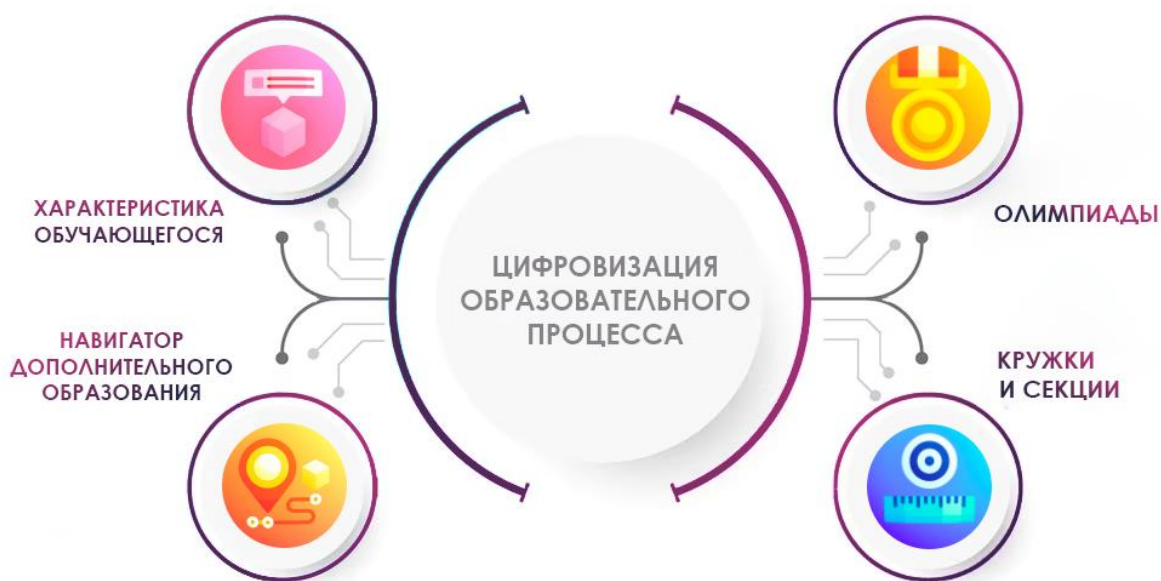 ХАРАКТЕРИСТИКА
ОБУЧАЮЩЕГОСЯ
НАВИГАТОР
ДОПОЛНИТЕЛЬНОГО
ОБРАЗОВАНИЯ
ЦИФРОВИЗАЦИЯ
ОБРАЗОВАТЕЛЬНОГО
ПРОЦЕССА
ОЛИМПИАДЫ
КРУЖКИ
И СЕКЦИИ